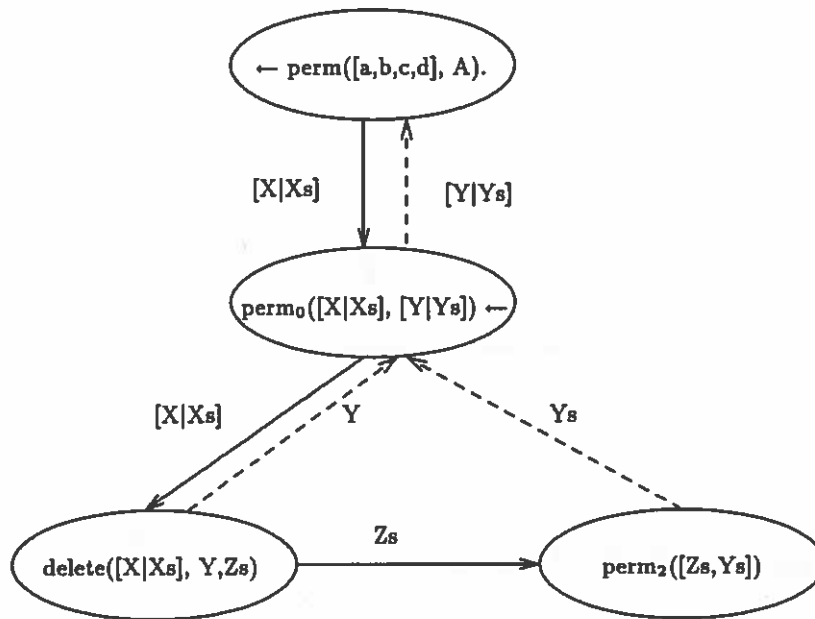 ← perm([a,b,c,d], A).
[X|Xs]
[Y|Ys]
perm₀([X|Xs], [Y|Ys]) ←
[X|Xs]
Y
Ys
delete([X|Xs], Y,Zs)
Zs
perm₂([Zs,Ys])